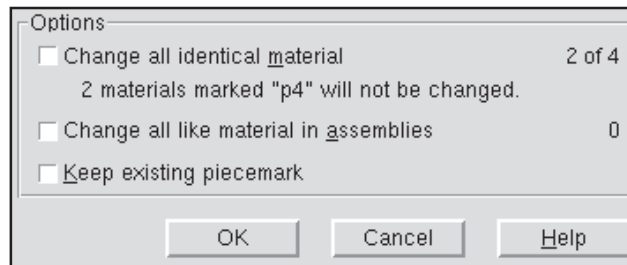 Options
Change all identical material 2 of 4
2 materials marked "p4" will not be changed.
Change all like material in assemblies 0
Keep existing piecemark
OK Cancel Help